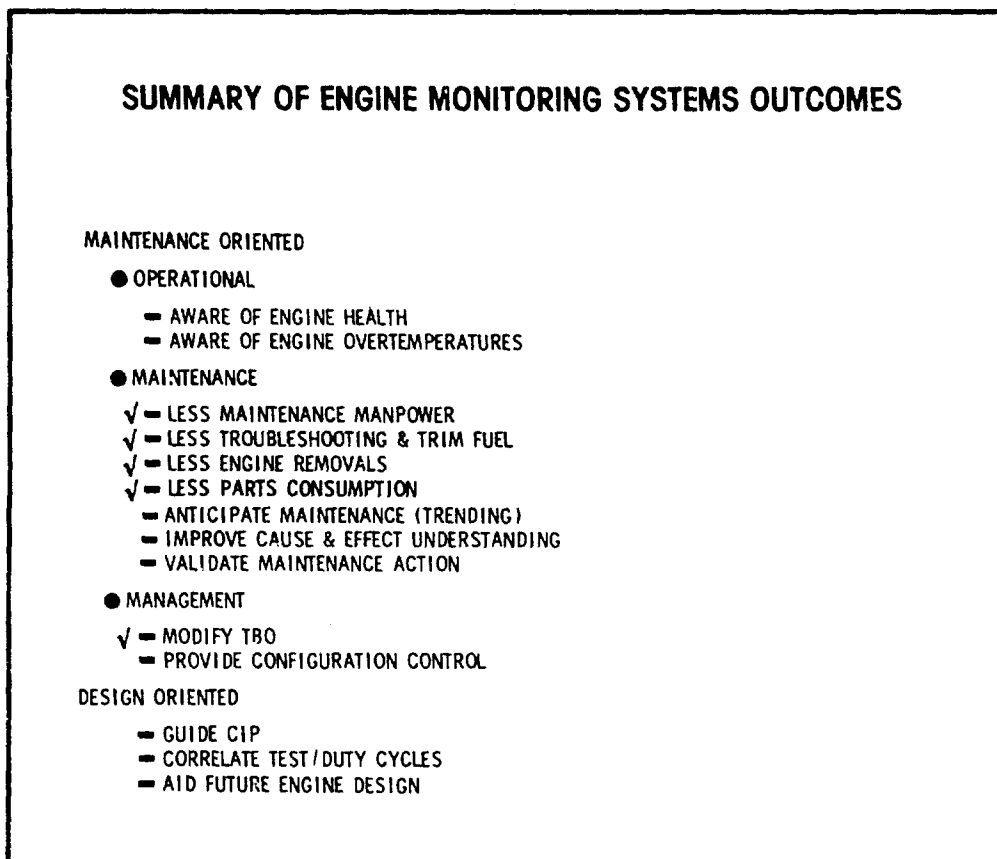 SUMMARY OF ENGINE MONITORING SYSTEMS OUTCOMES
MAINTENANCE ORIENTED
● OPERATIONAL
– AWARE OF ENGINE HEALTH
– AWARE OF ENGINE OVERTEMPERATURES
● MAINTENANCE
√ – LESS MAINTENANCE MANPOWER
√ – LESS TROUBLESHOOTING & TRIM FUEL
√ – LESS ENGINE REMOVALS
√ – LESS PARTS CONSUMPTION
– ANTICIPATE MAINTENANCE (TRENDING)
– IMPROVE CAUSE & EFFECT UNDERSTANDING
– VALIDATE MAINTENANCE ACTION
● MANAGEMENT
√ – MODIFY TBO
– PROVIDE CONFIGURATION CONTROL
DESIGN ORIENTED
– GUIDE CIP
– CORRELATE TEST/DUTY CYCLES
– AID FUTURE ENGINE DESIGN